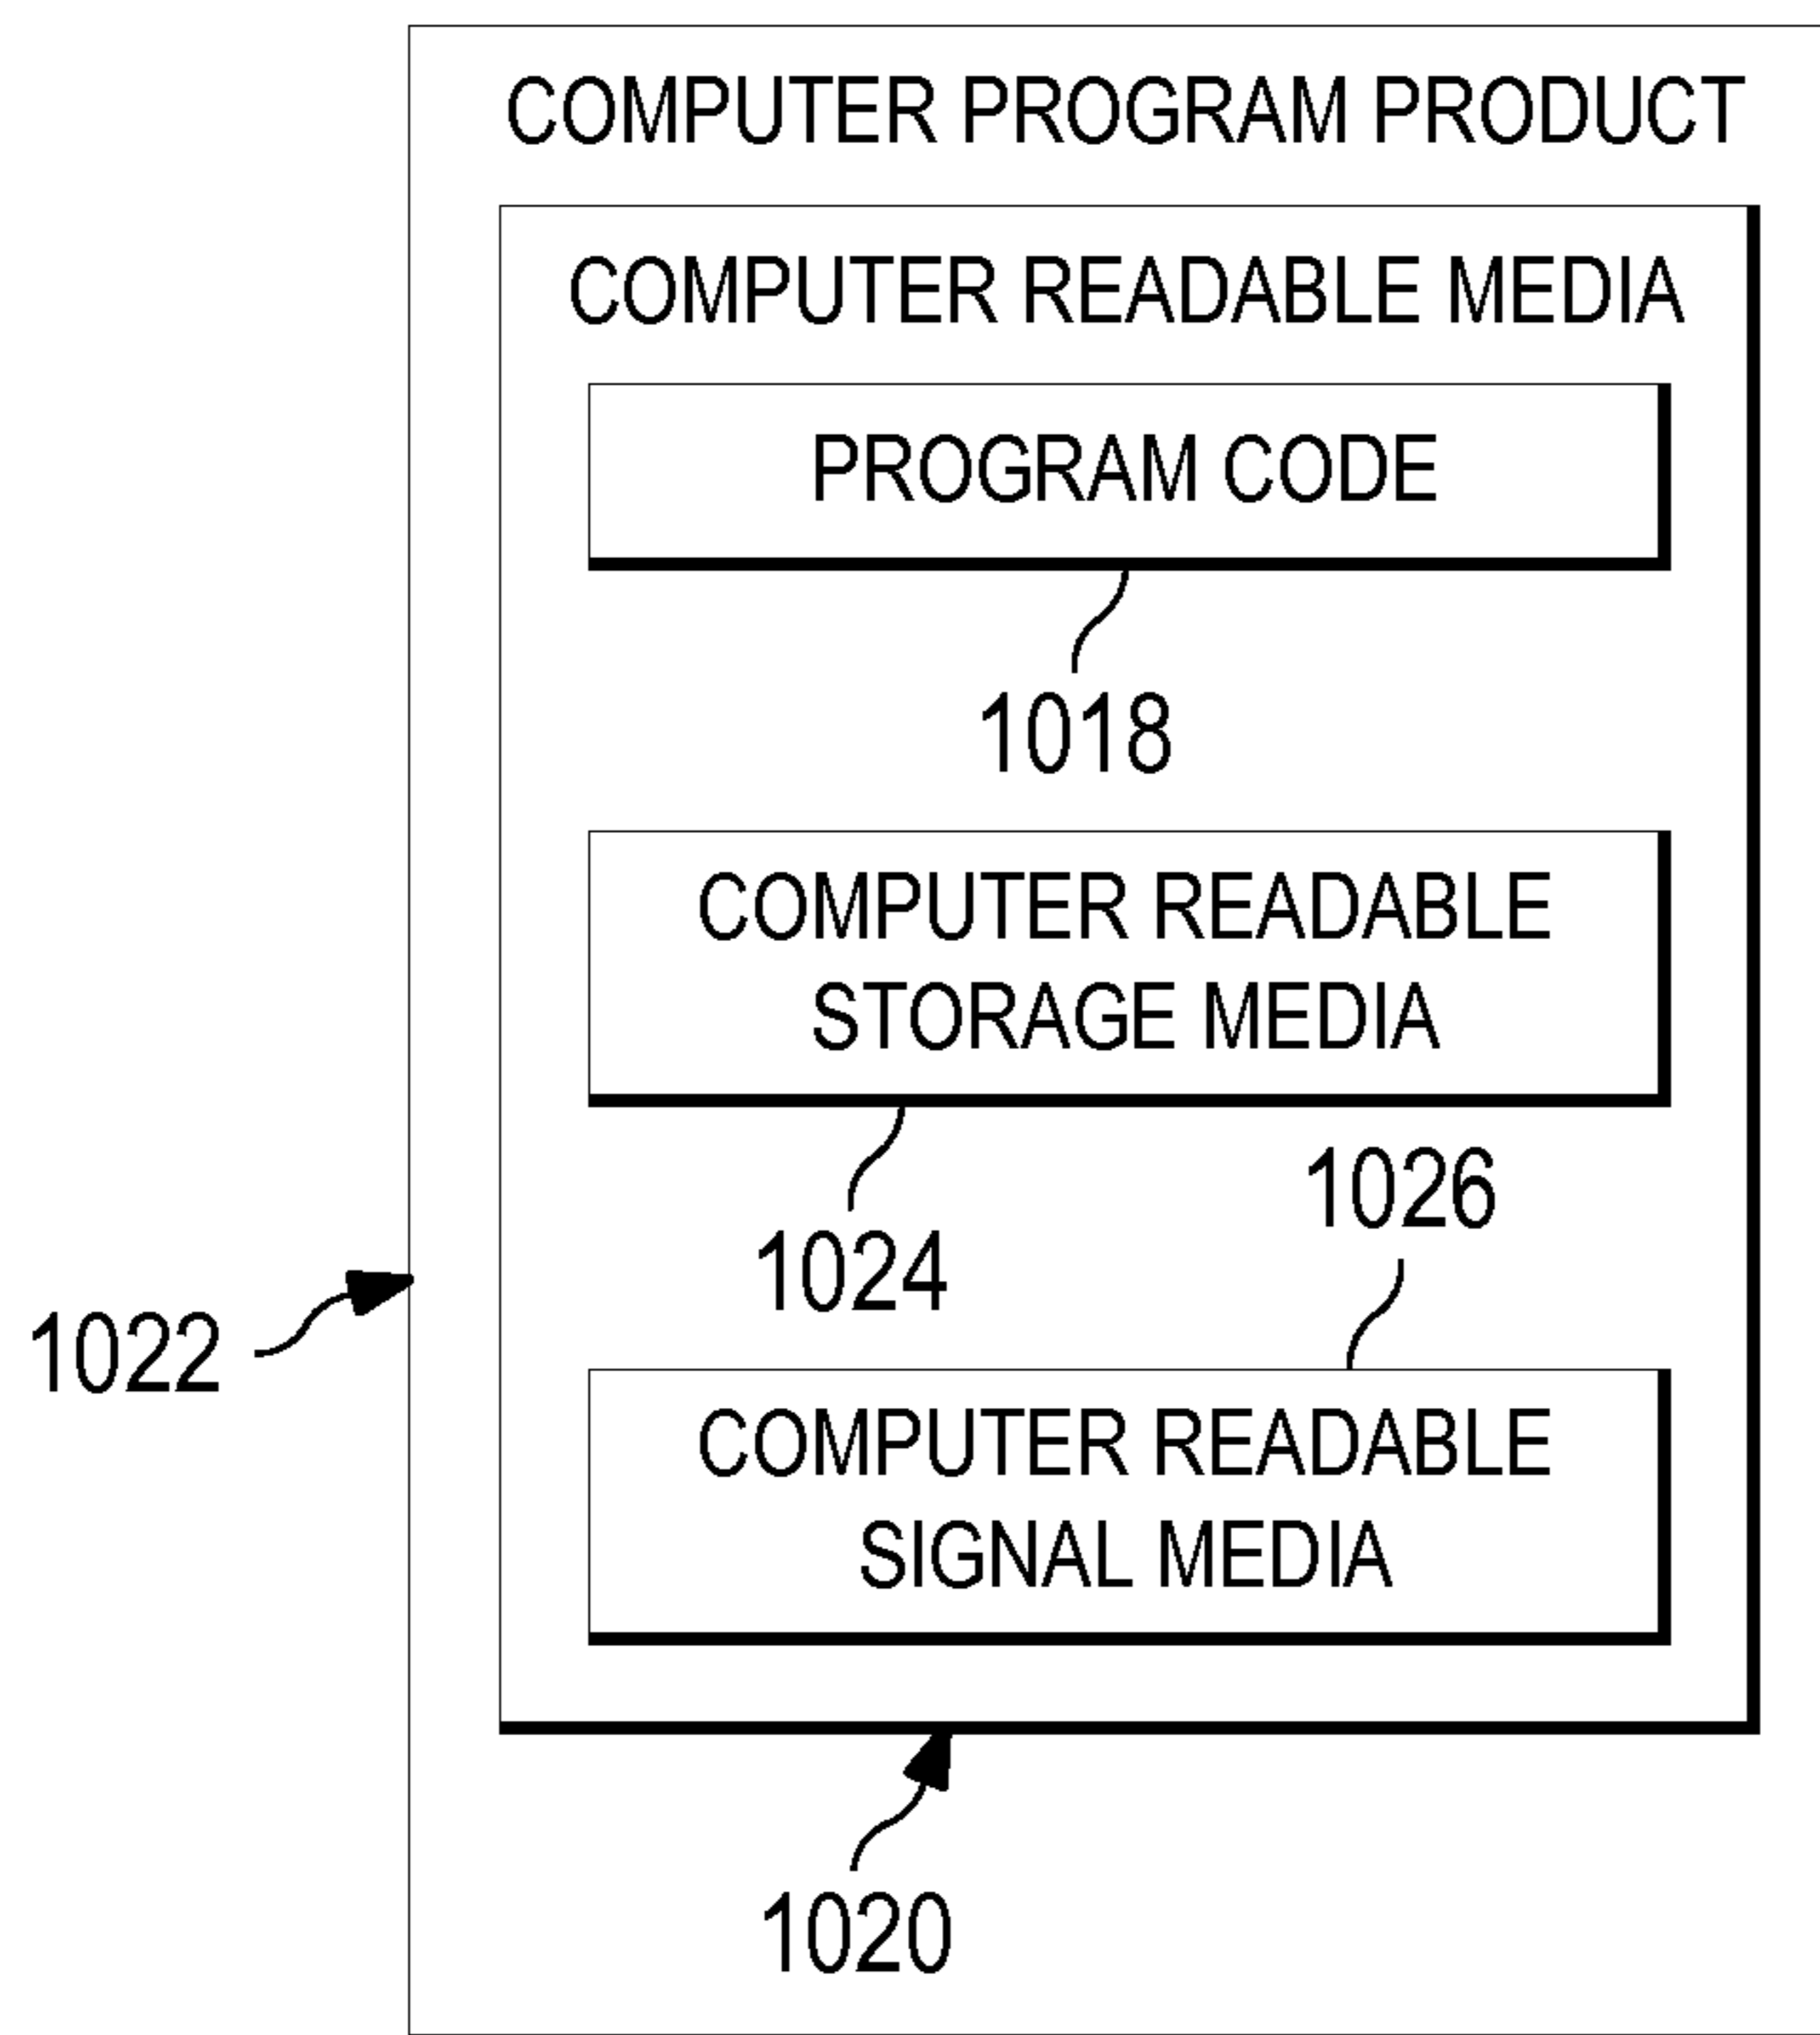 COMPUTER PROGRAM PRODUCT
COMPUTER READABLE MEDIA
PROGRAM CODE
1018
COMPUTER READABLE
STORAGE MEDIA
1024
1026
1022
COMPUTER READABLE
SIGNAL MEDIA
1020